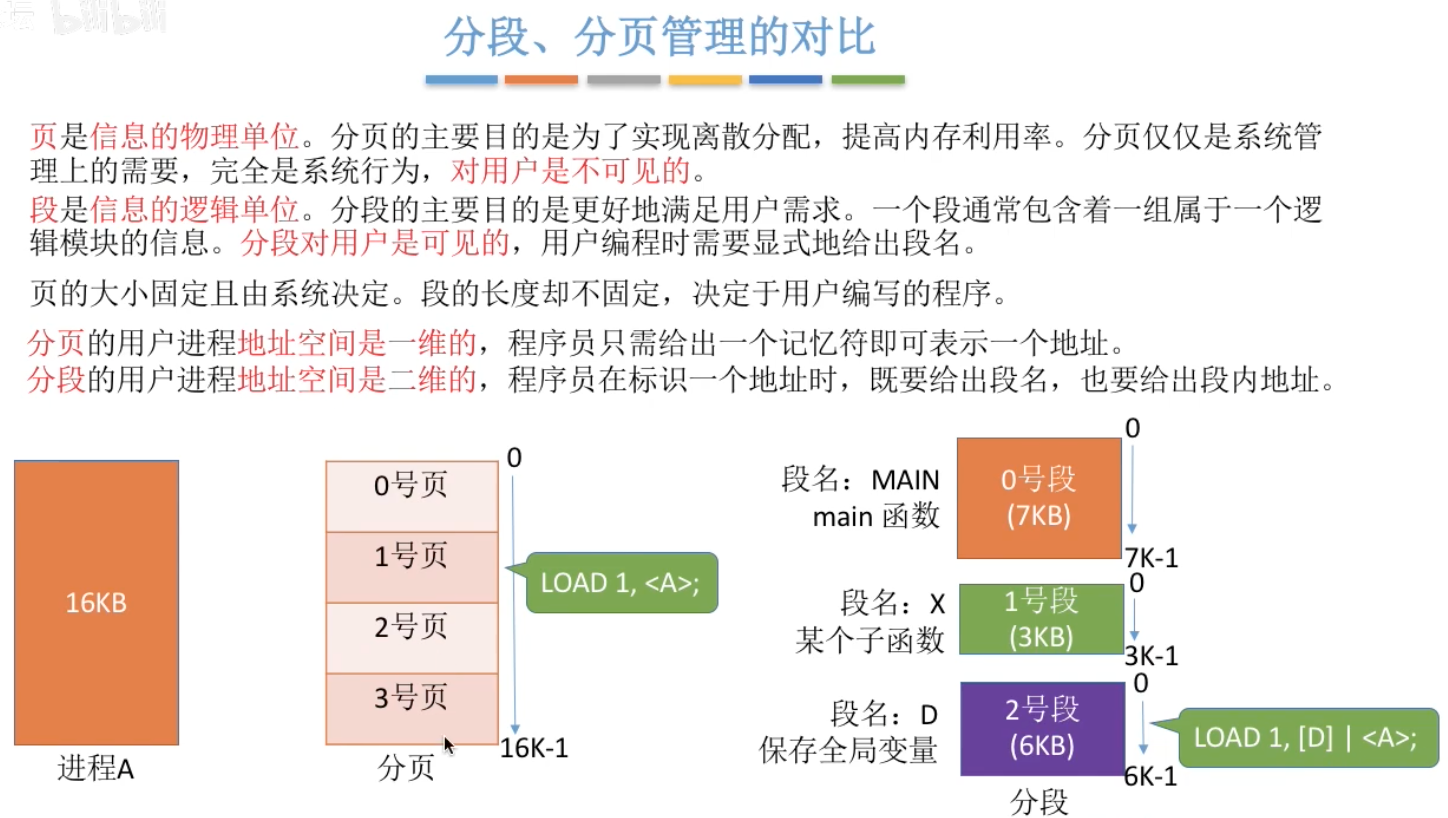 坛 bilibili
分段、分页管理的对比
页是信息的物理单位。分页的主要目的是为了实现离散分配，提高内存利用率。分页仅仅是系统管
理上的需要，完全是系统行为，对用户是不可见的。
段是信息的逻辑单位。分段的主要目的是更好地满足用户需求。一个段通常包含着一组属于一个逻
辑模块的信息。分段对用户是可见的，用户编程时需要显式地给出段名。
页的大小固定且由系统决定。段的长度却不固定，决定于用户编写的程序。
分页的用户进程地址空间是一维的，程序员只需给出一个记忆符即可表示一个地址。
分段的用户进程地址空间是二维的，程序员在标识一个地址时，既要给出段名，也要给出段内地址。
16KB
进程A
0号页
1号页
2号页
3号页
分页
0
16K-1
LOAD 1, <A>;
段名：MAIN
main 函数
0号段
(7KB)
0
7K-1
段名：X
某个子函数
1号段
(3KB)
0
3K-1
段名：D
保存全局变量
2号段
(6KB)
0
6K-1
LOAD 1, [D] | <A>;
分段